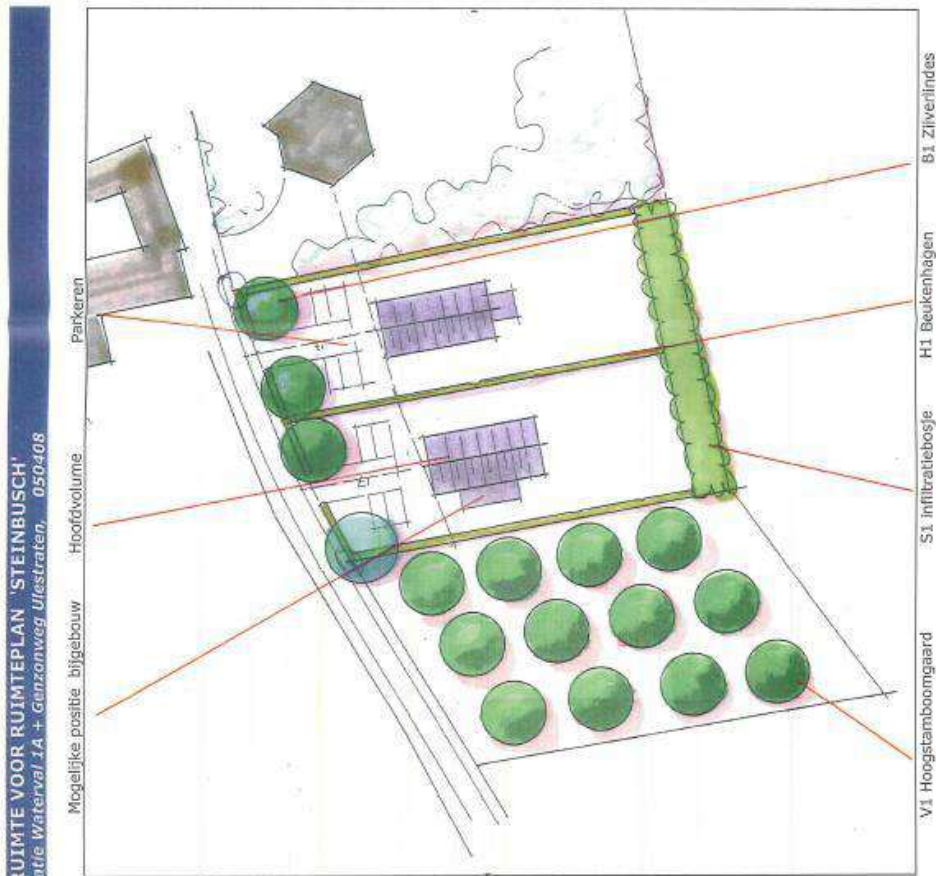 RUIMTE VOOR RUIMTEPLAN 'STEINBUSCH'
Waterval 1A + Genzonweg Ulestraten, 050408
Mogelijke positie bijgebouw
Hoofdvolume
Parkeren
V1 Hoogstamboomgaard
S1 infiltratiebosje
H1 Beukenhagen
B1 Zilverlindes